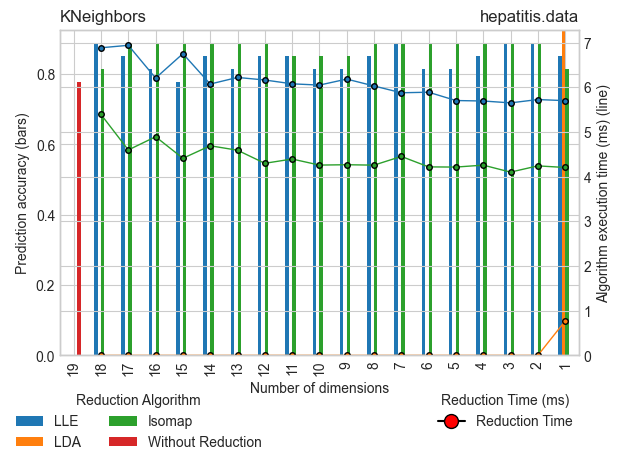 KNeighbors hepatitis.data
Prediction accuracy (bars)
0.8
0.6
0.4
0.2
0.0
7
6
5
4
3
2
1
0
Algorithm execution time (ms) (line)
19 18 17 16 15 14 13 12 11 10 9 8 7 6 5 4 3 2 1
Number of dimensions
Reduction Algorithm
LLE Isomap
LDA Without Reduction
Reduction Time (ms)
Reduction Time